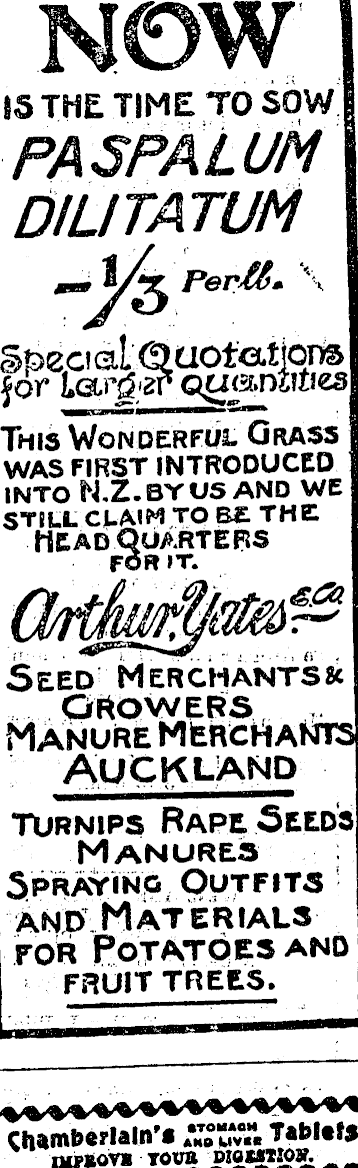 NOW
IS THE TIME TO SOW
PASPALUM
DILITATUM
-1/3 Per lb.
Special Quotations
for Larger Quantities
THIS WONDERFUL GRASS
WAS FIRST INTRODUCED
INTO N.Z. BY US AND WE
STILL CLAIM TO BE THE
HEAD QUARTERS
FOR IT.
Arthur Yates & Co.
SEED MERCHANTS &
GROWERS
MANURE MERCHANTS
AUCKLAND
TURNIPS RAPE SEEDS
MANURES
SPRAYING OUTFITS
AND MATERIALS
FOR POTATOES AND
FRUIT TREES.
Chamberlain's STOMACH AND LIVER Tablets
IMPROVE YOUR DIGESTION.